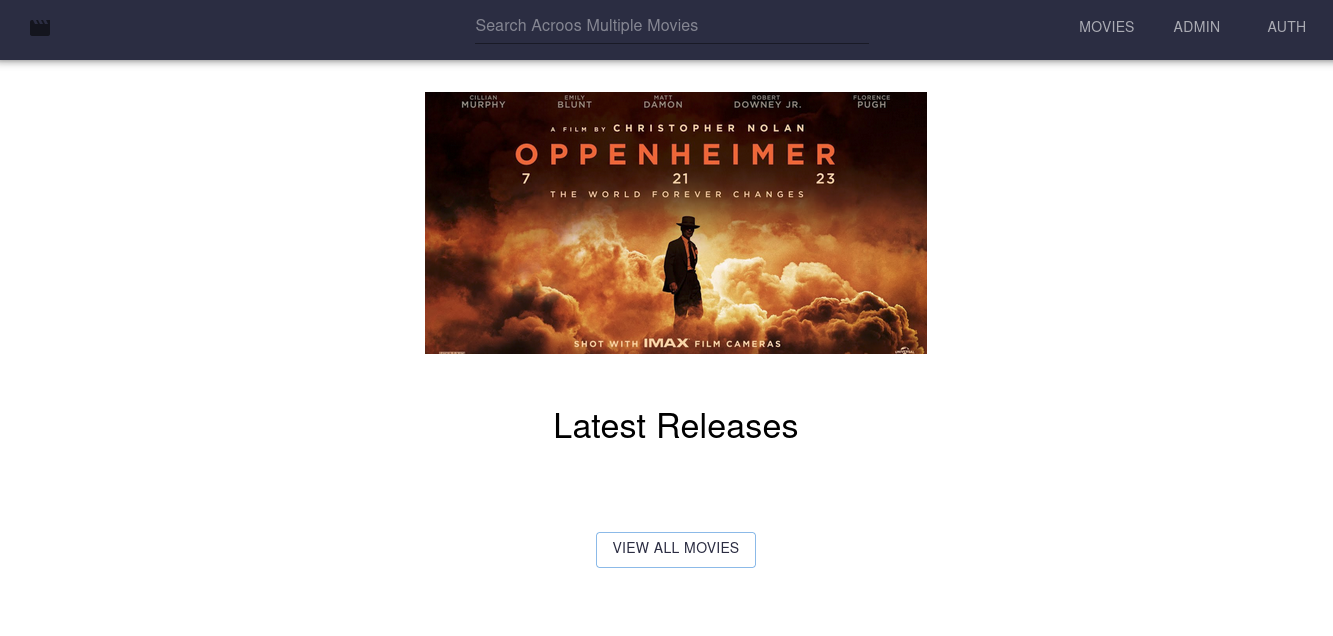 Search Acroos Multiple Movies
MOVIES ADMIN AUTH
CILLIAN MURPHY
EMILY BLUNT
MATT DAMON
ROBERT DOWNEY JR.
FLORENCE PUGH
A FILM BY CHRISTOPHER NOLAN
OPPENHEIMER
7 21 23
THE WORLD FOREVER CHANGES
SHOT WITH IMAX FILM CAMERAS
Latest Releases
VIEW ALL MOVIES